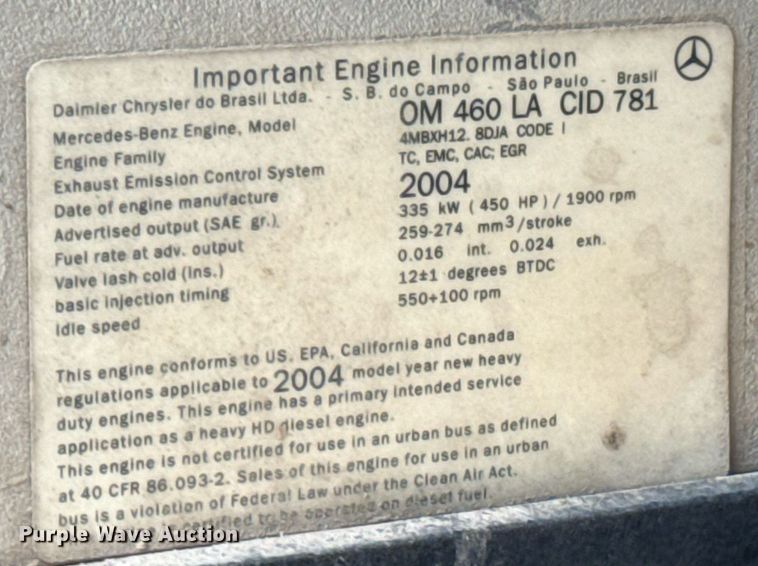 Important Engine Information
Daimler Chrysler do Brasil Ltda. - S. B. do Campo - São Paulo - Brasil
Mercedes-Benz Engine, Model OM 460 LA CID 781
Engine Family 4MBXH12. 8DJA CODE I
Exhaust Emission Control System TC, EMC, CAC; EGR
Date of engine manufacture 2004
Advertised output (SAE gr.) 335 kW ( 450 HP ) / 1900 rpm
Fuel rate at adv. output 259-274 mm3/stroke
Valve lash cold (Ins.) 0.016 int. 0.024 exh.
basic injection timing 12±1 degrees BTDC
Idle speed 550+100 rpm
This engine conforms to US. EPA, California and Canada
regulations applicable to 2004 model year new heavy
duty engines. This engine has a primary intended service
application as a heavy HD diesel engine.
This engine is not certified for use in an urban bus as defined
at 40 CFR 86.093-2. Sales of this engine for use in an urban
bus is a violation of Federal Law under the Clean Air Act.
is certified to be operated on diesel fuel.
Purple Wave Auction